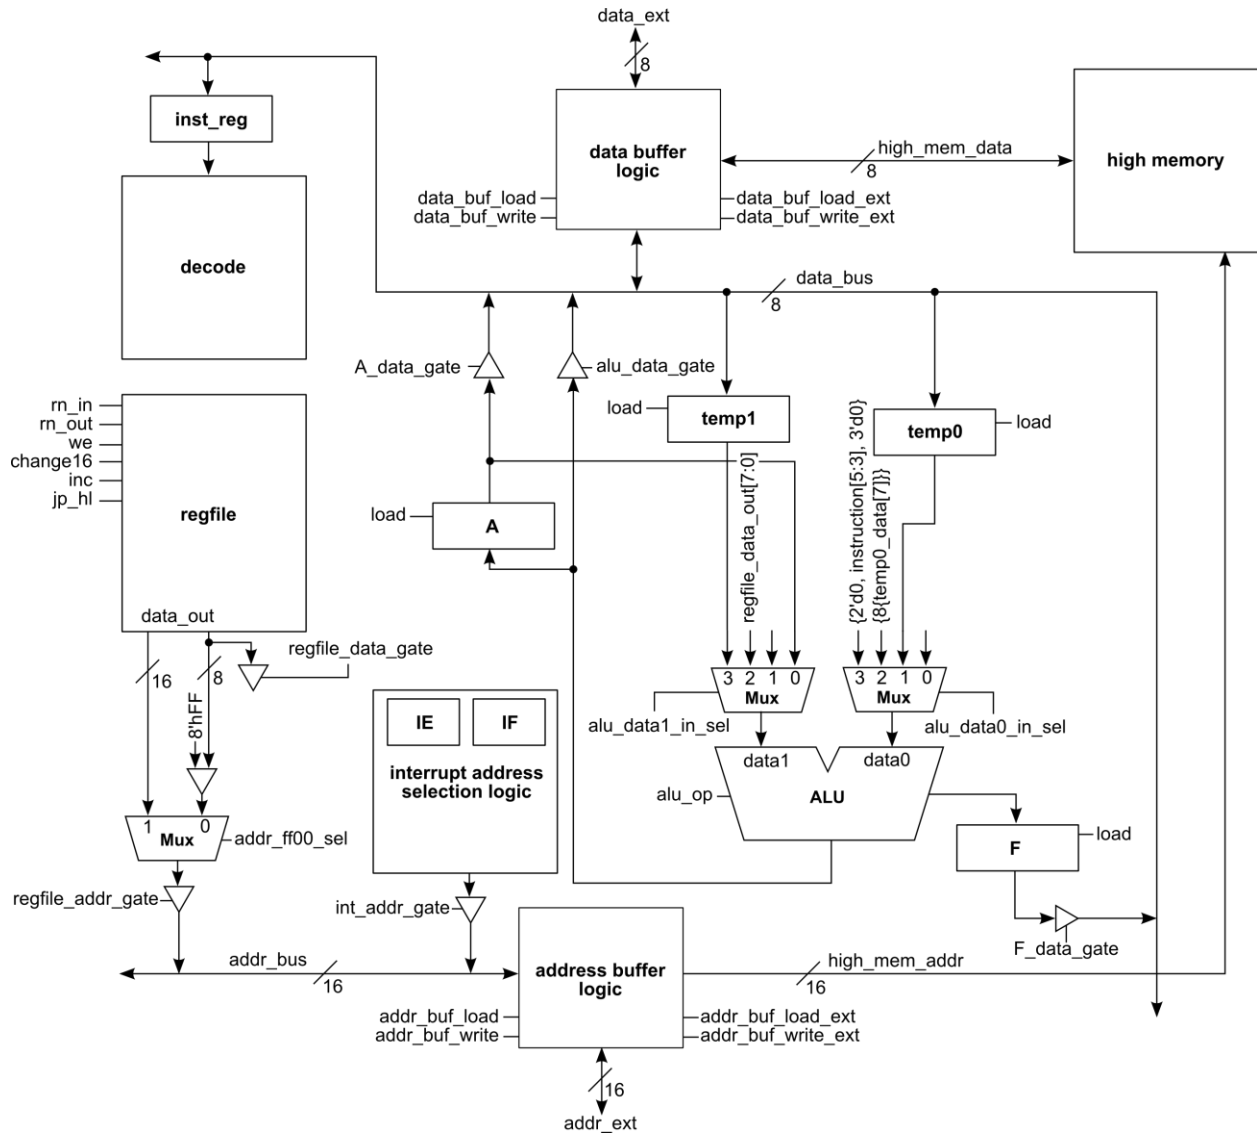 data_ext
8
inst_reg
data buffer
logic
high_mem_data
8
high memory
data_buf_load
data_buf_write
data_buf_load_ext
data_buf_write_ext
decode
data_bus
8
A_data_gate
alu_data_gate
rn_in
rn_out
we
change16
inc
jp_hl
regfile
data_out
load
temp1
temp0
load
load
A
regfile_data_out[7:0]
{2'd0, instruction[5:3], 3'd0}
{8{temp0_data[7]}}
16
8
8'hFF
regfile_data_gate
3 2 1 0
Mux
3 2 1 0
Mux
alu_data1_in_sel
alu_data0_in_sel
IE
IF
interrupt address
selection logic
data1
data0
alu_op
ALU
1 0
Mux
addr_ff00_sel
F
load
regfile_addr_gate
int_addr_gate
F_data_gate
addr_bus
16
address buffer
logic
high_mem_addr
16
addr_buf_load
addr_buf_write
addr_buf_load_ext
addr_buf_write_ext
16
addr_ext